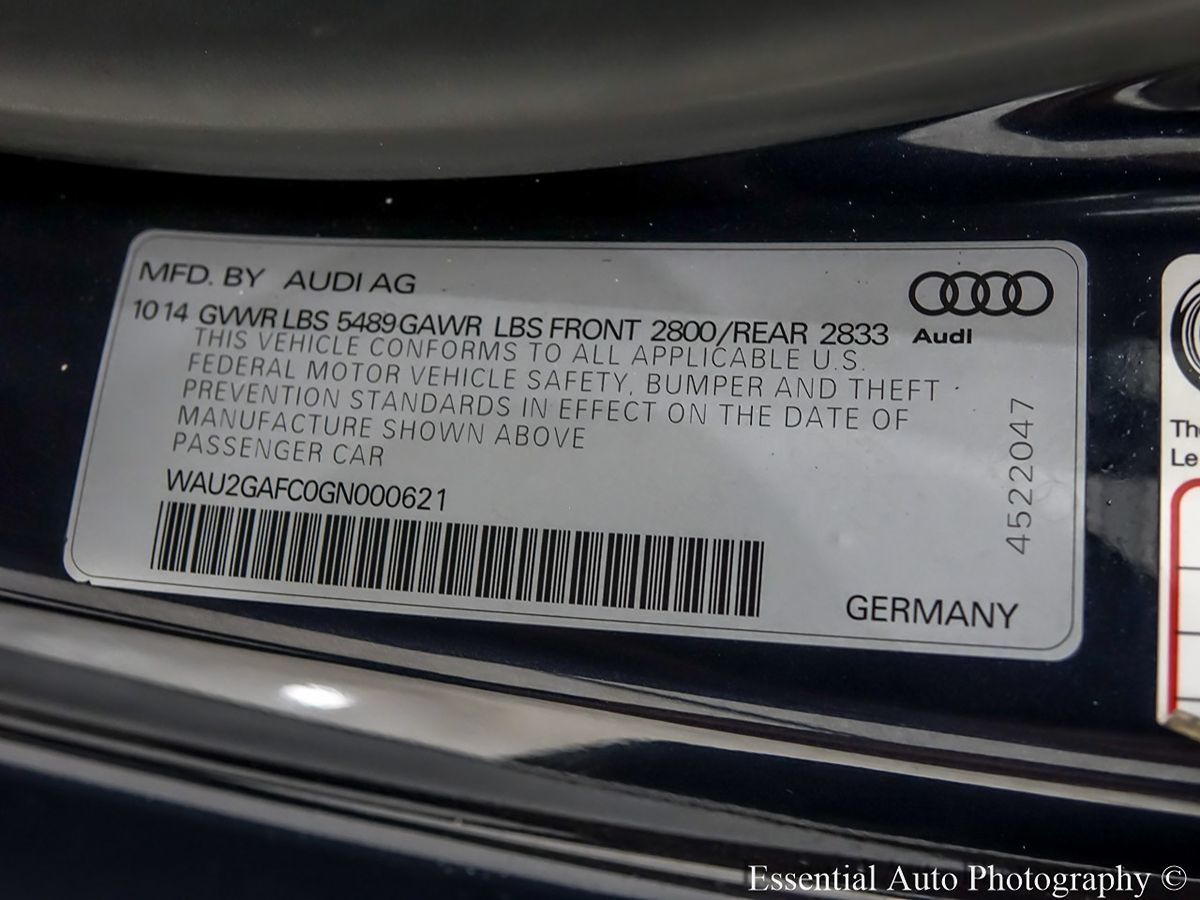 MFD. BY AUDI AG
10 14 GVWR LBS 5489 GAWR LBS FRONT 2800/REAR 2833
Audi
THIS VEHICLE CONFORMS TO ALL APPLICABLE U.S.
FEDERAL MOTOR VEHICLE SAFETY, BUMPER AND THEFT
PREVENTION STANDARDS IN EFFECT ON THE DATE OF
MANUFACTURE SHOWN ABOVE
PASSENGER CAR
WAU2GAFC0GN000621
4522047
GERMANY
Le
Essential Auto Photography ©